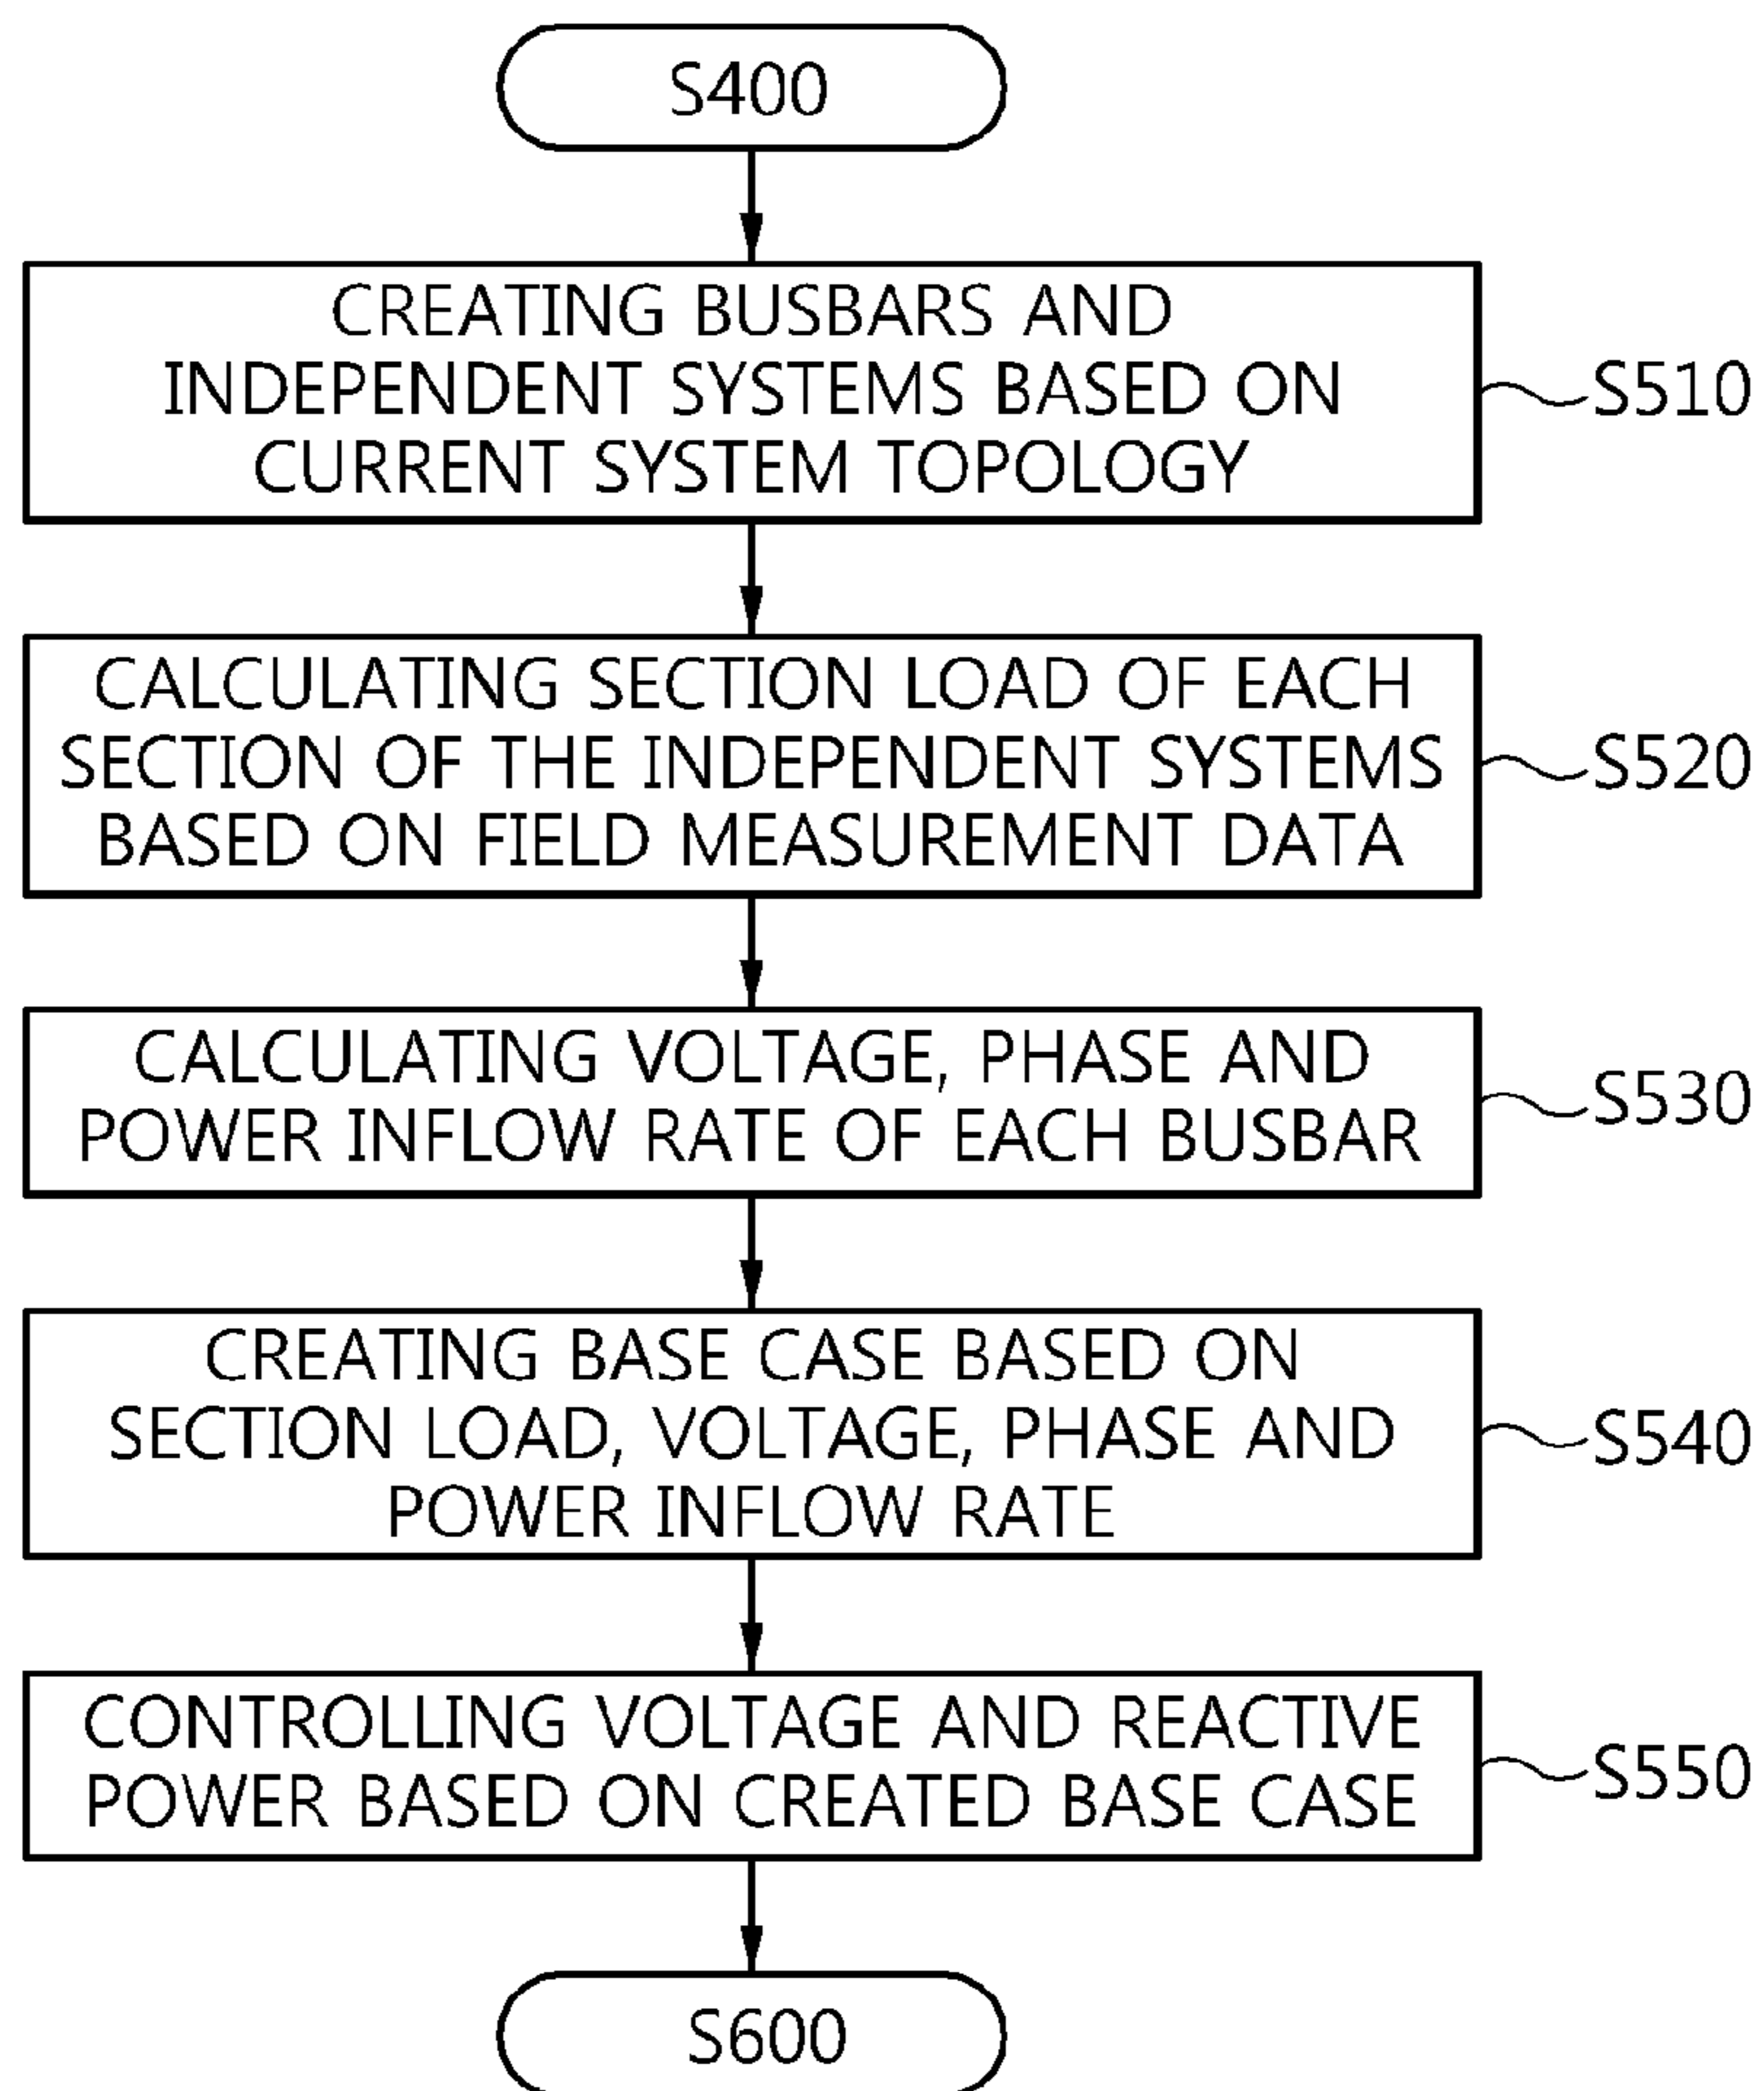 S400
CREATING BUSBARS AND
INDEPENDENT SYSTEMS BASED ON
CURRENT SYSTEM TOPOLOGY
S510
CALCULATING SECTION LOAD OF EACH
SECTION OF THE INDEPENDENT SYSTEMS
BASED ON FIELD MEASUREMENT DATA
S520
CALCULATING VOLTAGE, PHASE AND
POWER INFLOW RATE OF EACH BUSBAR
S530
CREATING BASE CASE BASED ON
SECTION LOAD, VOLTAGE, PHASE AND
POWER INFLOW RATE
S540
CONTROLLING VOLTAGE AND REACTIVE
POWER BASED ON CREATED BASE CASE
S550
S600